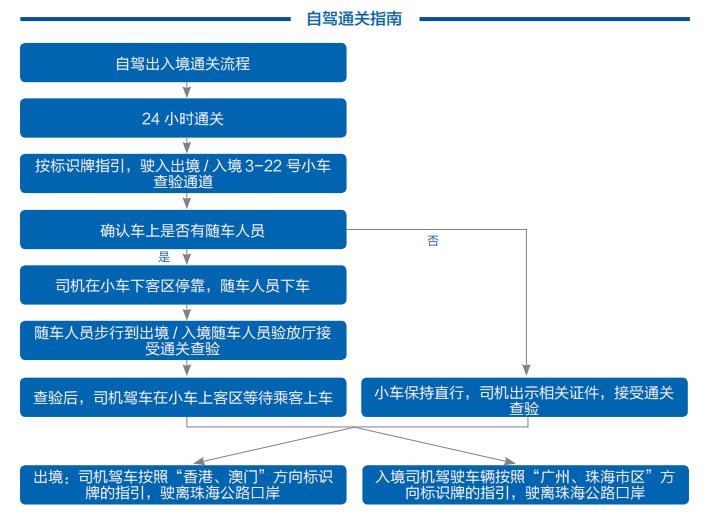 自驾通关指南
自驾出入境通关流程
24 小时通关
按标识牌指引，驶入出境 / 入境 3-22 号小车
查验通道
确认车上是否有随车人员
否
是
司机在小车下客区停靠，随车人员下车
随车人员步行到出境 / 入境随车人员验放厅接
受通关查验
查验后，司机驾车在小车上客区等待乘客上车
小车保持直行，司机出示相关证件，接受通关
查验
出境：司机驾车按照“香港、澳门”方向标识
牌的指引，驶离珠海公路口岸
入境司机驾驶车辆按照“广州、珠海市区”方
向标识牌的指引，驶离珠海公路口岸